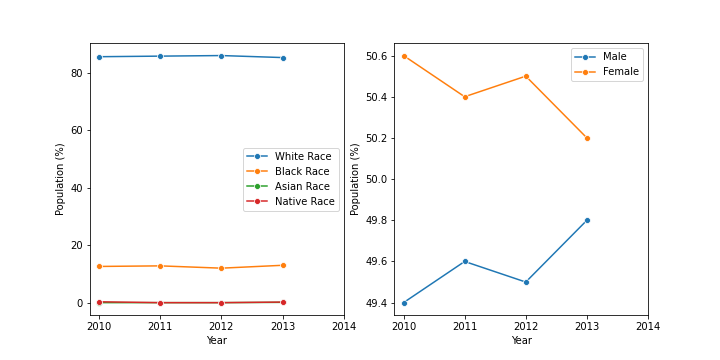 80
60
40
20
0
Population (%)
2010 2011 2012 2013 2014
Year
White Race
Black Race
Asian Race
Native Race
50.6
50.4
50.2
50.0
49.8
49.6
49.4
Population (%)
2010 2011 2012 2013 2014
Year
Male
Female